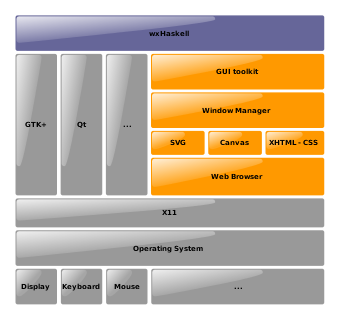 wxHaskell
GUI toolkit
Window Manager
GTK+ Qt ...
SVG Canvas XHTML - CSS
Web Browser
X11
Operating System
Display Keyboard Mouse ...